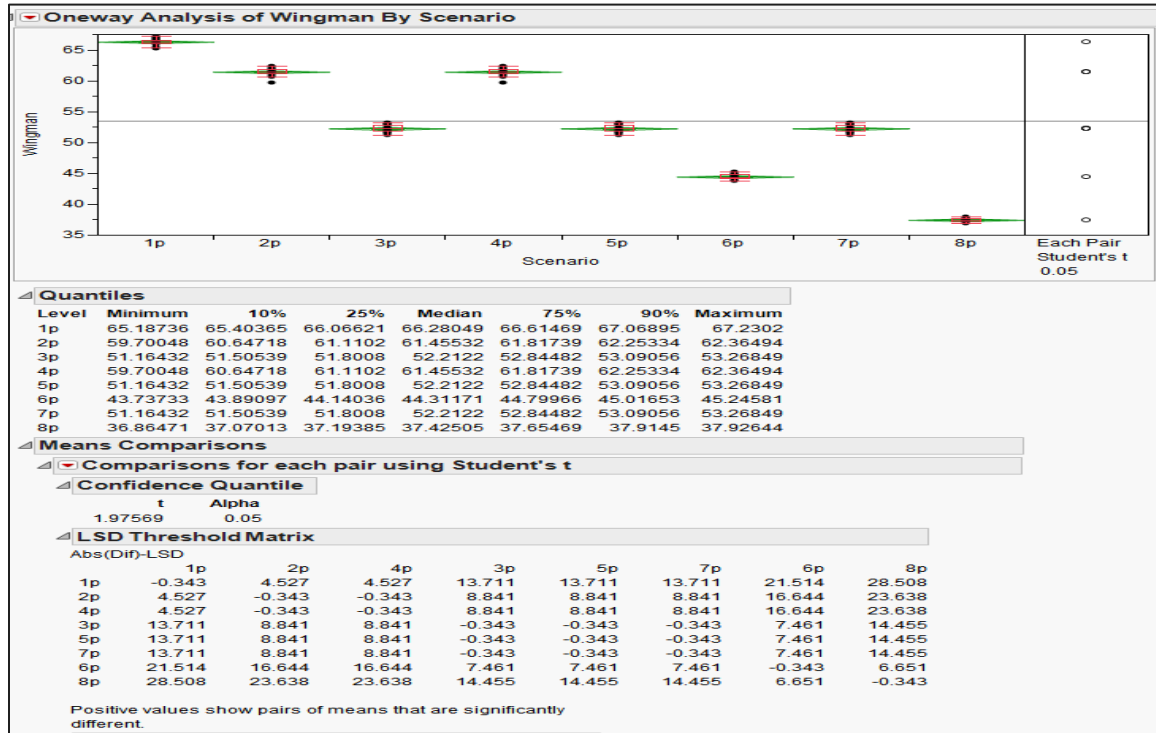 Oneway Analysis of Wingman By Scenario
65
60
55
50
45
40
35
Wingman
1p 2p 3p 4p 5p 6p 7p 8p
Scenario
Each Pair
Student's t
0.05
Quantiles
Level Minimum 10% 25% Median 75% 90% Maximum
1p 65.18736 65.40365 66.06621 66.28049 66.61469 67.06895 67.2302
2p 59.70048 60.64718 61.1102 61.45532 61.81739 62.25334 62.36494
3p 51.16432 51.50539 51.8008 52.2122 52.84482 53.09056 53.26849
4p 59.70048 60.64718 61.1102 61.45532 61.81739 62.25334 62.36494
5p 51.16432 51.50539 51.8008 52.2122 52.84482 53.09056 53.26849
6p 43.73733 43.89097 44.14036 44.31171 44.79966 45.01653 45.24581
7p 51.16432 51.50539 51.8008 52.2122 52.84482 53.09056 53.26849
8p 36.86471 37.07013 37.19385 37.42505 37.65469 37.9145 37.92644
Means Comparisons
Comparisons for each pair using Student's t
Confidence Quantile
t Alpha
1.97569 0.05
LSD Threshold Matrix
Abs(Dif)-LSD
1p 2p 4p 3p 5p 7p 6p 8p
1p -0.343 4.527 4.527 13.711 13.711 13.711 21.514 28.508
2p 4.527 -0.343 -0.343 8.841 8.841 8.841 16.644 23.638
4p 4.527 -0.343 -0.343 8.841 8.841 8.841 16.644 23.638
3p 13.711 8.841 8.841 -0.343 -0.343 -0.343 7.461 14.455
5p 13.711 8.841 8.841 -0.343 -0.343 -0.343 7.461 14.455
7p 13.711 8.841 8.841 -0.343 -0.343 -0.343 7.461 14.455
6p 21.514 16.644 16.644 7.461 7.461 7.461 -0.343 6.651
8p 28.508 23.638 23.638 14.455 14.455 14.455 6.651 -0.343
Positive values show pairs of means that are significantly
different.